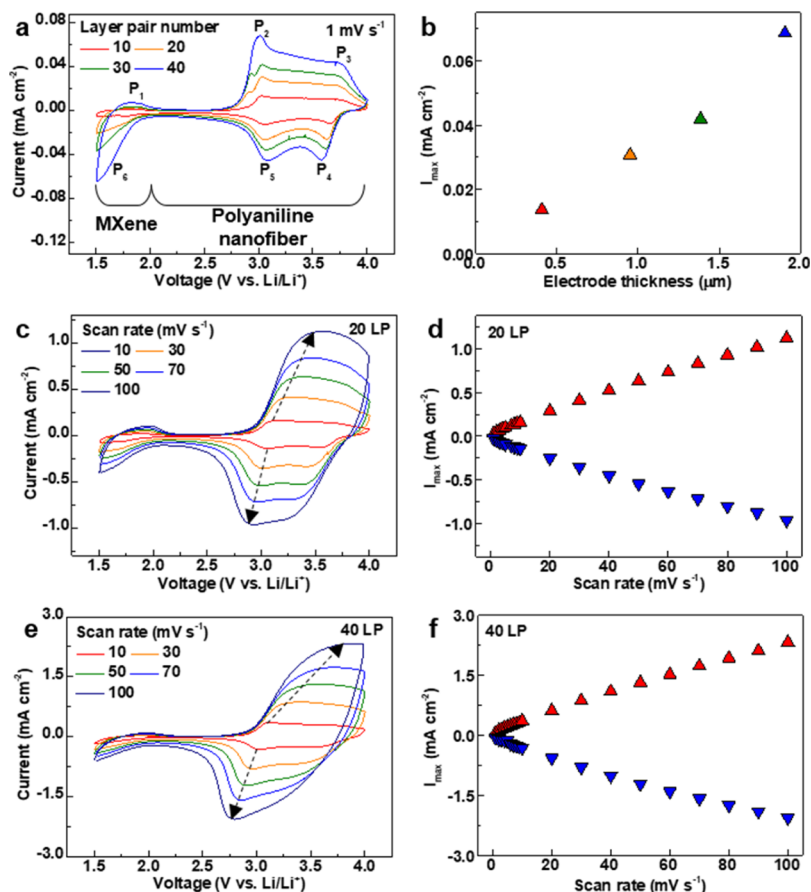 a
Layer pair number
10 20
30 40
1 mV s⁻¹
P₁
P₂
P₃
P₄
P₅
P₆
MXene
Polyaniline
nanofiber
Current (mA cm⁻²)
0.08
0.04
0.00
-0.04
-0.08
-0.12
1.5 2.0 2.5 3.0 3.5 4.0
Voltage (V vs. Li/Li⁺)
b
Iₘₐₓ (mA cm⁻²)
0.06
0.04
0.02
0.00
0.0 0.5 1.0 1.5 2.0
Electrode thickness (μm)
c
Scan rate (mV s⁻¹)
10 30
50 70
100
20 LP
Current (mA cm⁻²)
1.0
0.5
0.0
-0.5
-1.0
1.5 2.0 2.5 3.0 3.5 4.0
Voltage (V vs. Li/Li⁺)
d
20 LP
Iₘₐₓ (mA cm⁻²)
1.0
0.5
0.0
-0.5
-1.0
0 20 40 60 80 100
Scan rate (mV s⁻¹)
e
Scan rate (mV s⁻¹)
10 30
50 70
100
40 LP
Current (mA cm⁻²)
3.0
1.5
0.0
-1.5
-3.0
1.5 2.0 2.5 3.0 3.5 4.0
Voltage (V vs. Li/Li⁺)
f
40 LP
Iₘₐₓ (mA cm⁻²)
3.0
1.5
0.0
-1.5
-3.0
0 20 40 60 80 100
Scan rate (mV s⁻¹)